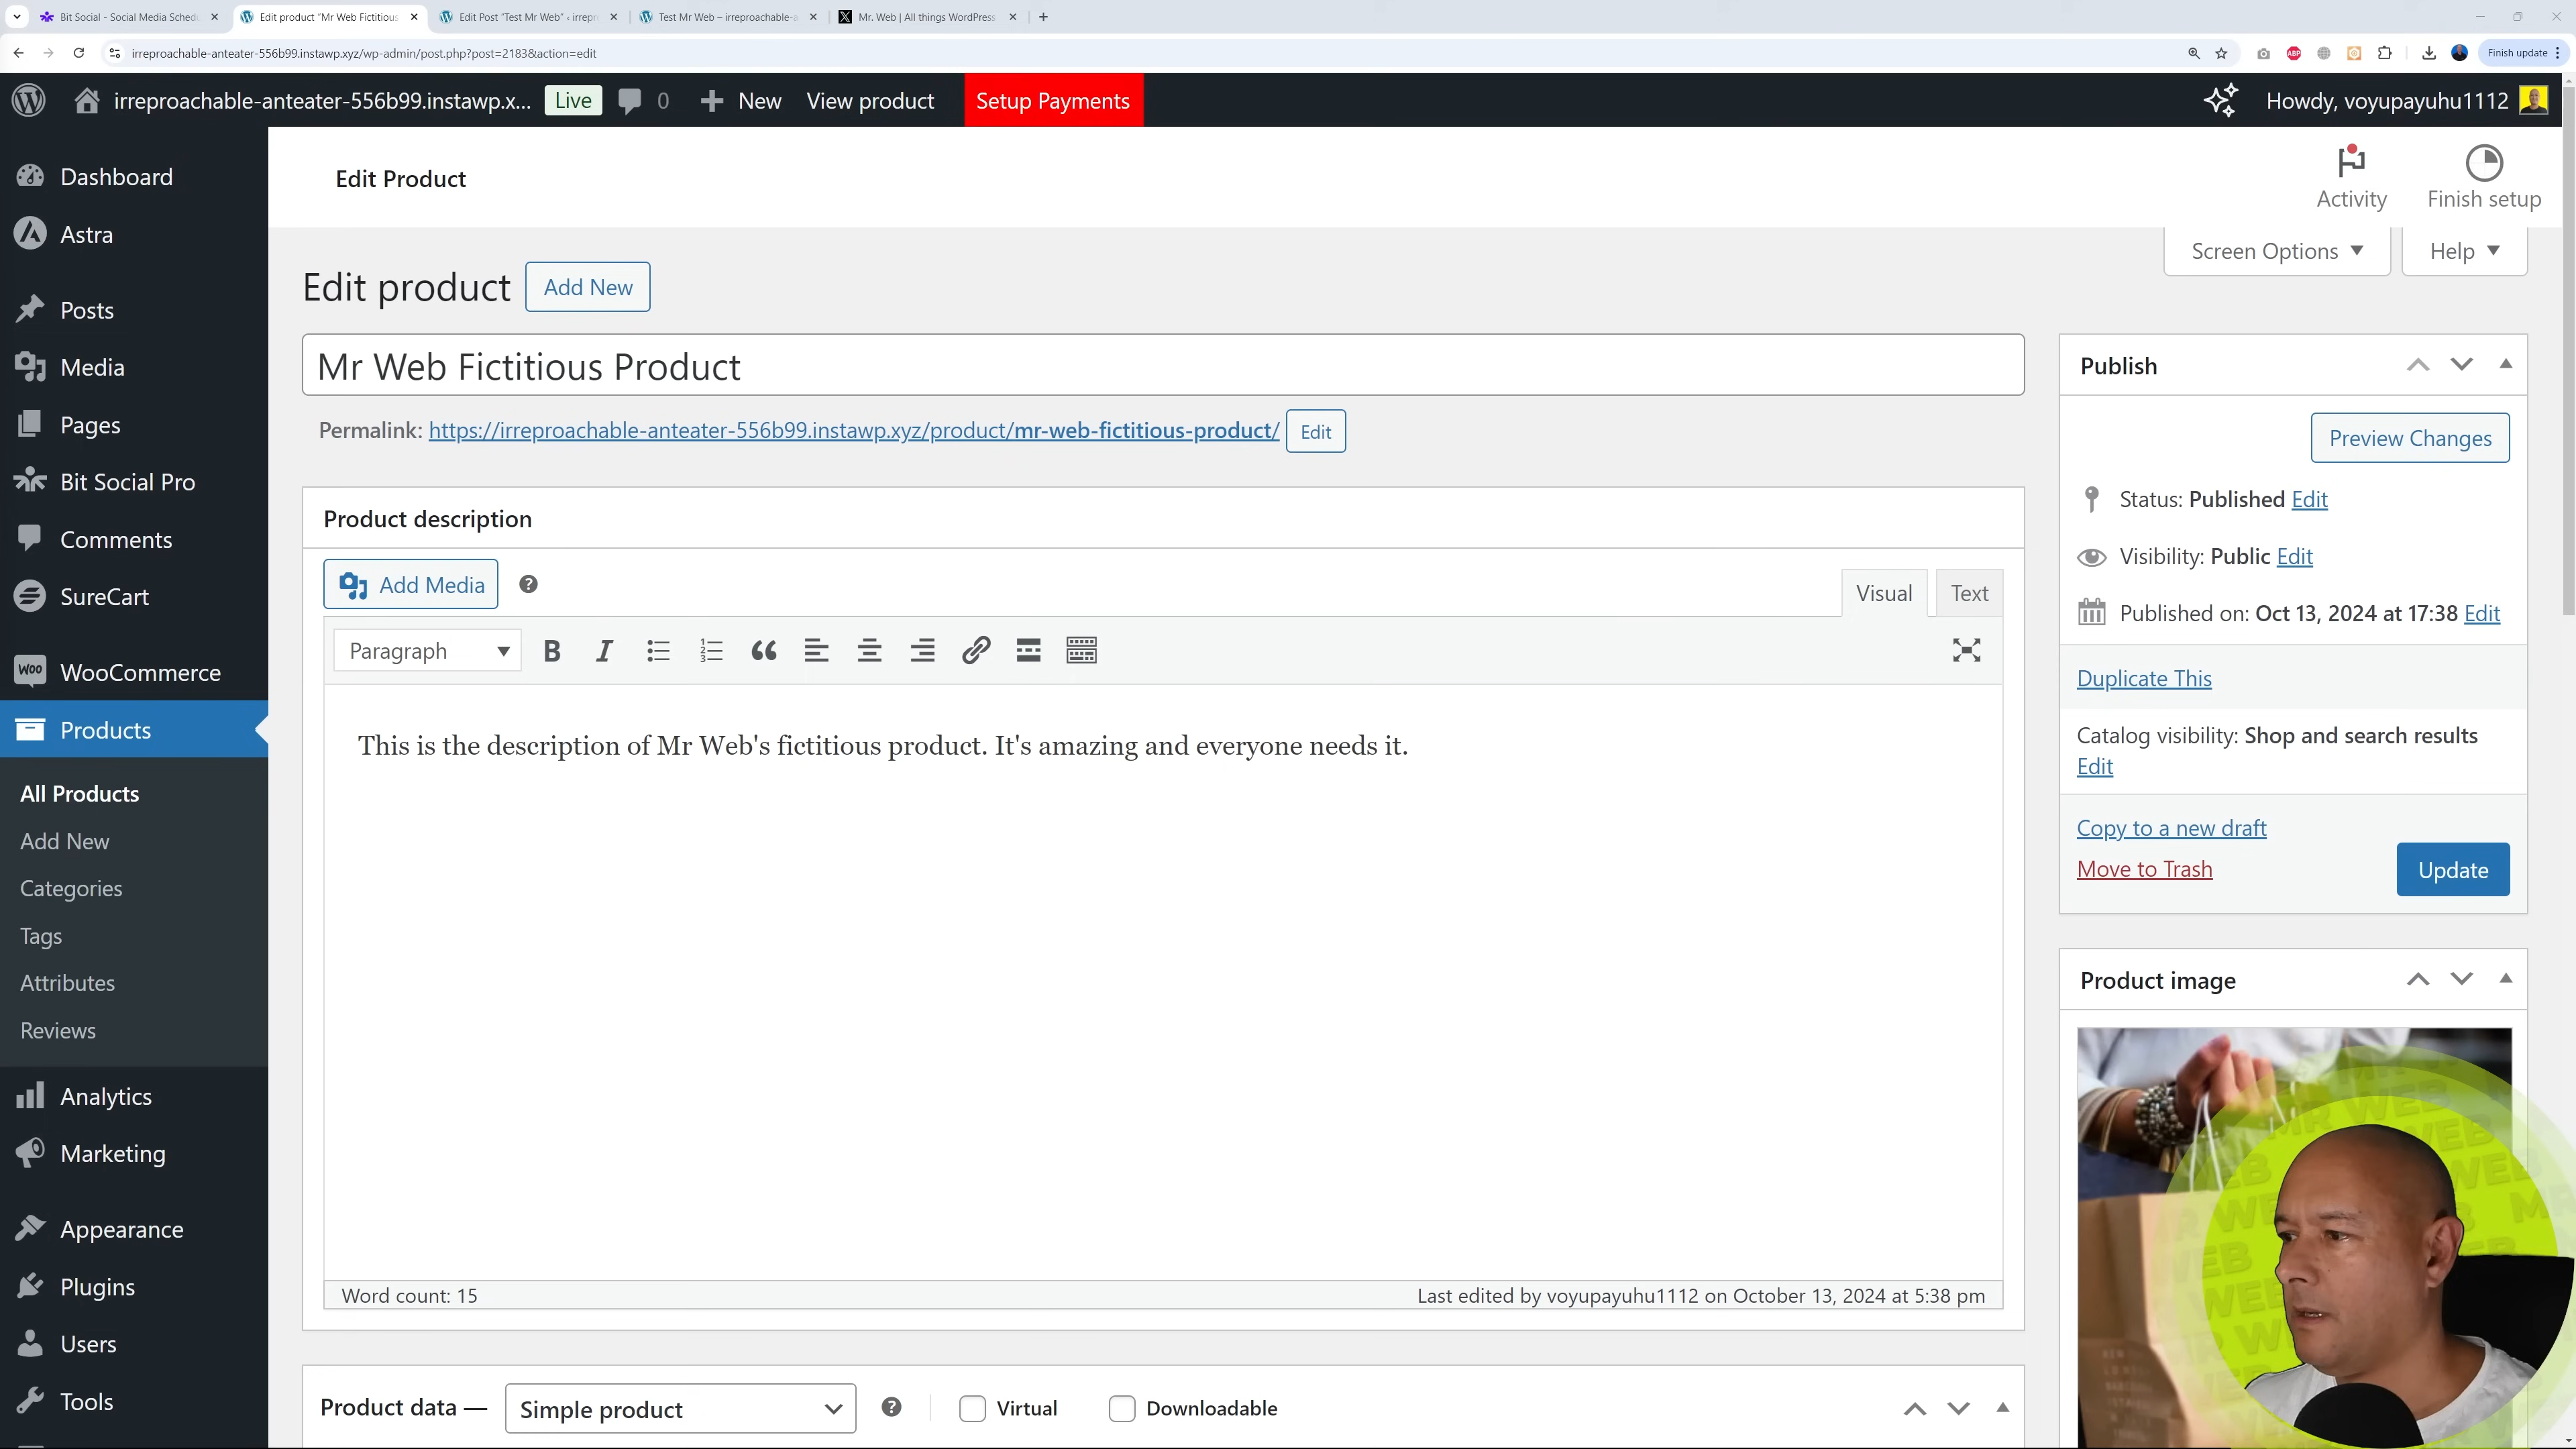 Bit Social - Social Media Schedu
Edit product "Mr Web Fictitious
Edit Post "Test Mr Web" ‹ irrepr
Test Mr Web – irreproachable-a
Mr. Web | All things WordPress
irreproachable-anteater-556b99.instawp.xyz/wp-admin/post.php?post=2183&action=edit
ABP
Finish update
irreproachable-anteater-556b99.instawp.x...
Live
0
New
View product
Setup Payments
Howdy, voyupayuhu1112
Dashboard
Astra
Posts
Media
Pages
Bit Social Pro
Comments
SureCart
Woo WooCommerce
Products
All Products
Add New
Categories
Tags
Attributes
Reviews
Analytics
Marketing
Appearance
Plugins
Users
Tools
Edit Product
Activity
Finish setup
Screen Options
Help
Edit product
Add New
Mr Web Fictitious Product
Permalink: https://irreproachable-anteater-556b99.instawp.xyz/product/mr-web-fictitious-product/ Edit
Product description
Add Media
Visual
Text
Paragraph
This is the description of Mr Web's fictitious product. It's amazing and everyone needs it.
Word count: 15
Last edited by voyupayuhu1112 on October 13, 2024 at 5:38 pm
Product data —
Simple product
Virtual
Downloadable
Publish
Preview Changes
Status: Published Edit
Visibility: Public Edit
Published on: Oct 13, 2024 at 17:38 Edit
Duplicate This
Catalog visibility: Shop and search results
Edit
Copy to a new draft
Move to Trash
Update
Product image